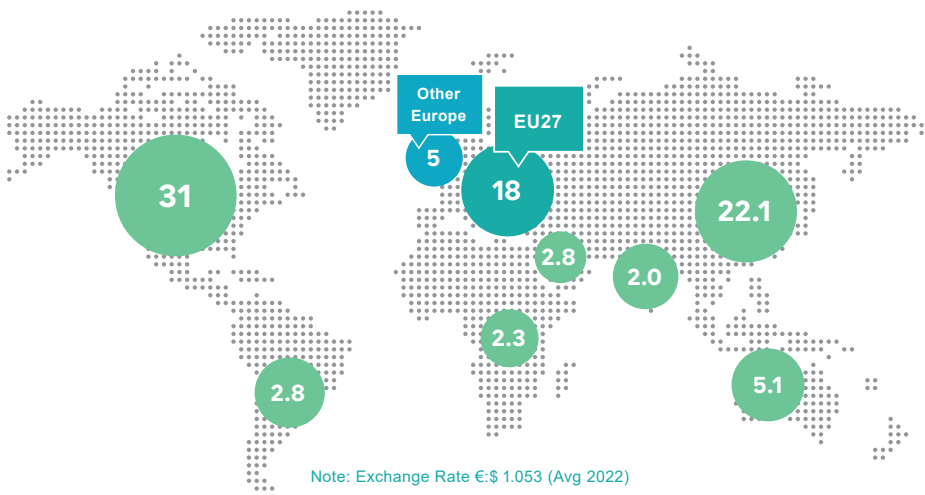 Other
Europe
EU27
5
31
18
22.1
2.8
2.0
2.3
2.8
5.1
Note: Exchange Rate €:$ 1.053 (Avg 2022)